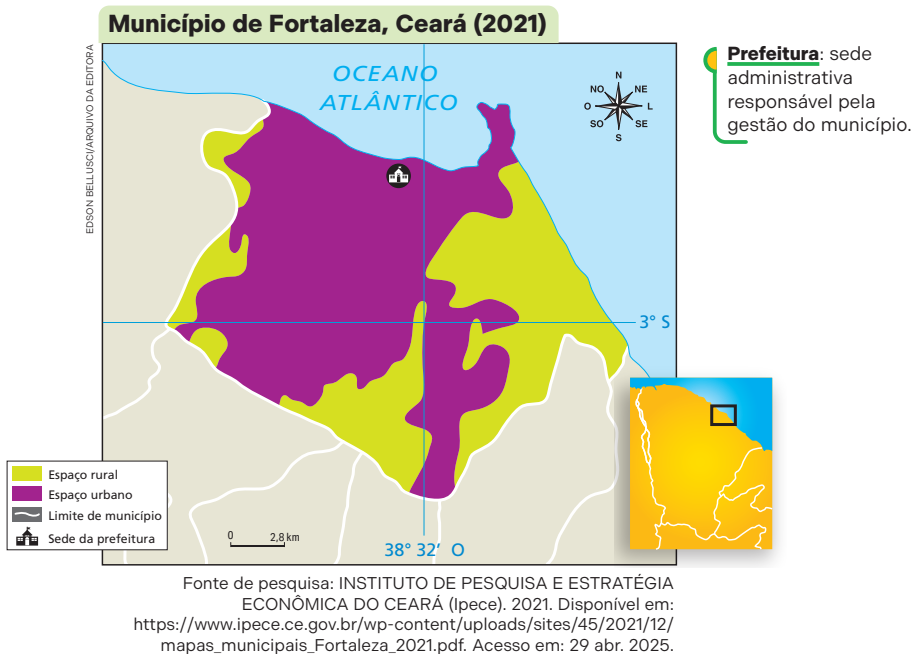 Município de Fortaleza, Ceará (2021)
EDSON BELLUSCI/ARQUIVO DA EDITORA
OCEANO
ATLÂNTICO
N
NO
NE
O
L
SO
SE
S
3° S
38° 32' O
Espaço rural
Espaço urbano
Limite de município
Sede da prefeitura
0 2,8 km
Prefeitura: sede
administrativa
responsável pela
gestão do município.
Fonte de pesquisa: INSTITUTO DE PESQUISA E ESTRATÉGIA
ECONÔMICA DO CEARÁ (Ipece). 2021. Disponível em:
https://www.ipece.ce.gov.br/wp-content/uploads/sites/45/2021/12/
mapas_municipais_Fortaleza_2021.pdf. Acesso em: 29 abr. 2025.